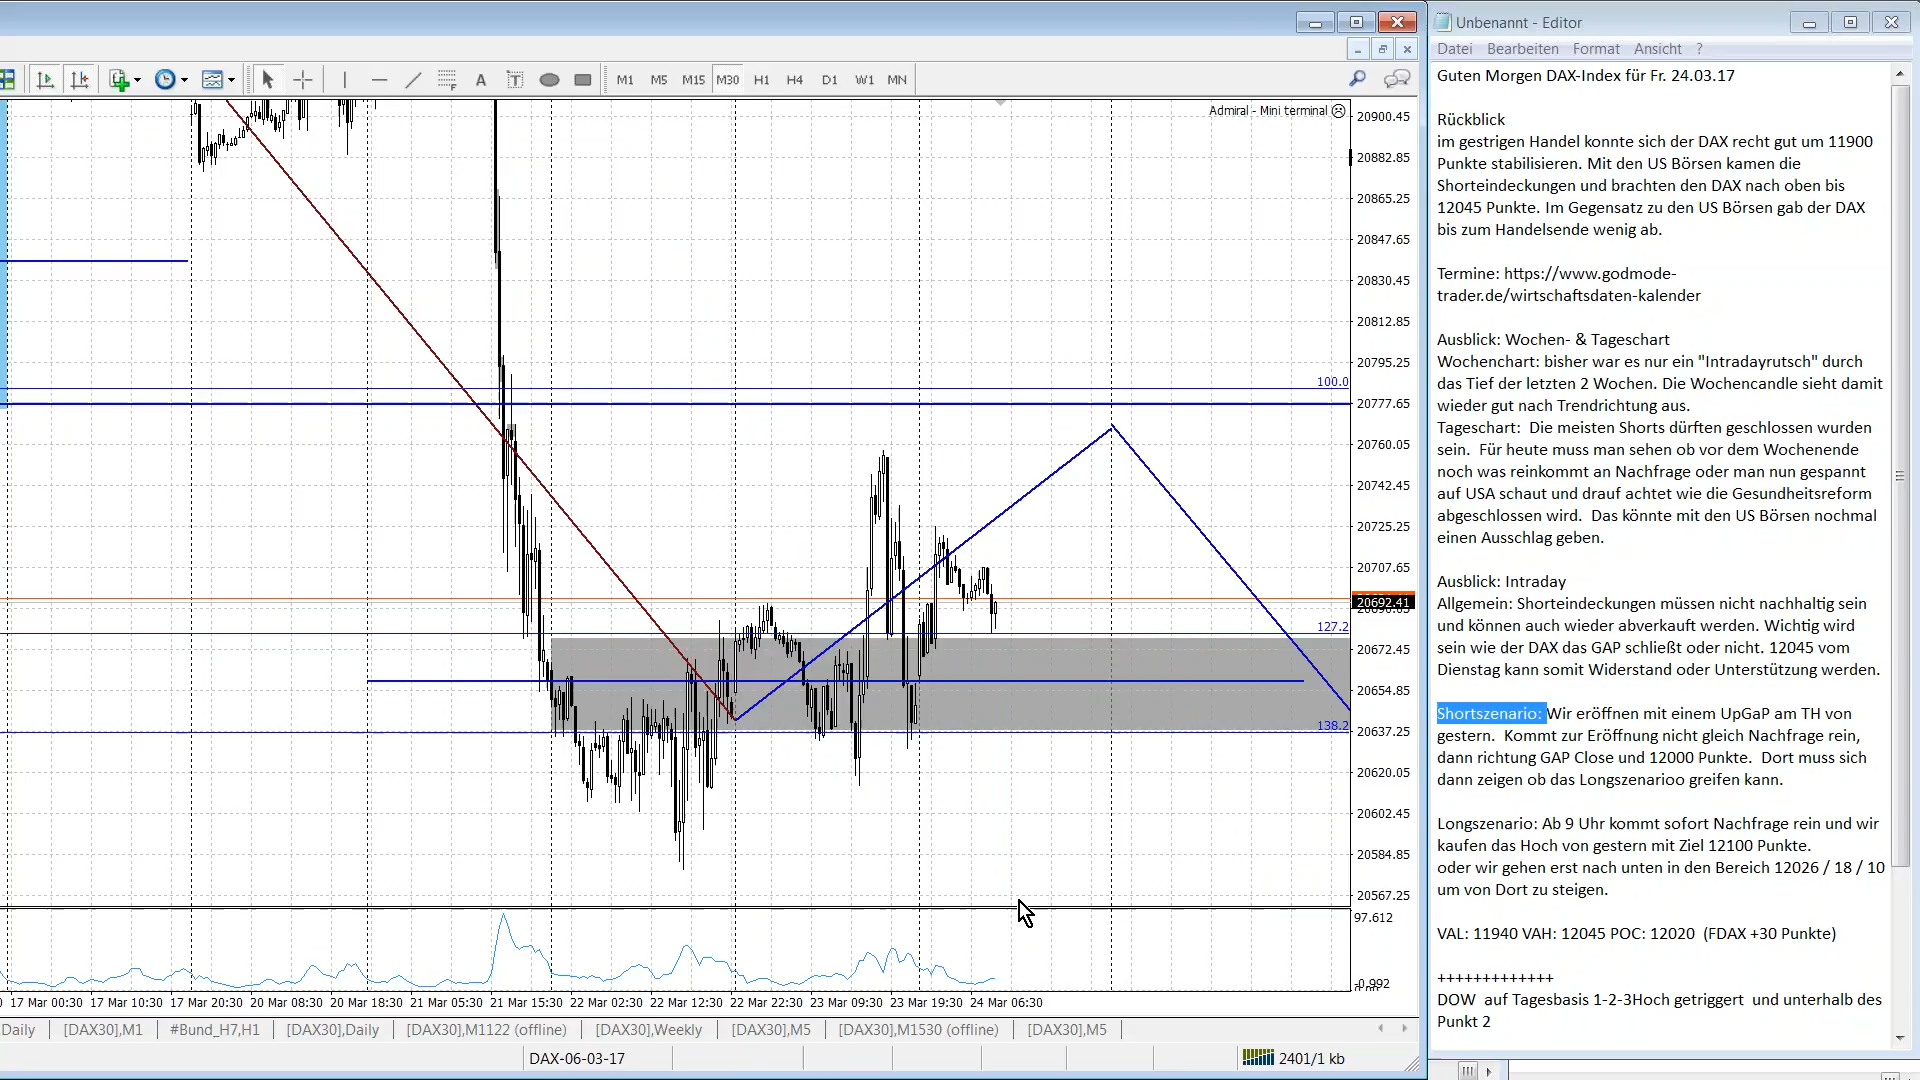 Unbenannt - Editor
Datei Bearbeiten Format Ansicht ?
A T M1 M5 M15 M30 H1 H4 D1 W1 MN
Admiral - Mini terminal
20900.45
20882.85
20865.25
20847.65
20830.45
20812.85
20795.25
100.0
20777.65
20760.05
20742.45
20725.25
20707.65
20692.41
127.2
20672.45
20654.85
138.2
20637.25
20620.05
20602.45
20584.85
20567.25
97.612
0.992
17 Mar 00:30 17 Mar 10:30 17 Mar 20:30 20 Mar 08:30 20 Mar 18:30 21 Mar 05:30 21 Mar 15:30 22 Mar 02:30 22 Mar 12:30 22 Mar 22:30 23 Mar 09:30 23 Mar 19:30 24 Mar 06:30
Daily [DAX30],M1 #Bund_H7,H1 [DAX30],Daily [DAX30],M1122 (offline) [DAX30],Weekly [DAX30],M5 [DAX30],M1530 (offline) [DAX30],M5
DAX-06-03-17 2401/1 kb
Guten Morgen DAX-Index für Fr. 24.03.17
Rückblick
im gestrigen Handel konnte sich der DAX recht gut um 11900
Punkte stabilisieren. Mit den US Börsen kamen die
Shorteindeckungen und brachten den DAX nach oben bis
12045 Punkte. Im Gegensatz zu den US Börsen gab der DAX
bis zum Handelsende wenig ab.
Termine: https://www.godmode-
trader.de/wirtschaftsdaten-kalender
Ausblick: Wochen- & Tageschart
Wochenchart: bisher war es nur ein "Intradayrutsch" durch
das Tief der letzten 2 Wochen. Die Wochencandle sieht damit
wieder gut nach Trendrichtung aus.
Tageschart: Die meisten Shorts dürften geschlossen wurden
sein. Für heute muss man sehen ob vor dem Wochenende
noch was reinkommt an Nachfrage oder man nun gespannt
auf USA schaut und drauf achtet wie die Gesundheitsreform
abgeschlossen wird. Das könnte mit den US Börsen nochmal
einen Ausschlag geben.
Ausblick: Intraday
Allgemein: Shorteindeckungen müssen nicht nachhaltig sein
und können auch wieder abverkauft werden. Wichtig wird
sein wie der DAX das GAP schließt oder nicht. 12045 vom
Dienstag kann somit Widerstand oder Unterstützung werden.
Shortszenario: Wir eröffnen mit einem UpGaP am TH von
gestern. Kommt zur Eröffnung nicht gleich Nachfrage rein,
dann richtung GAP Close und 12000 Punkte. Dort muss sich
dann zeigen ob das Longszenarioo greifen kann.
Longszenario: Ab 9 Uhr kommt sofort Nachfrage rein und wir
kaufen das Hoch von gestern mit Ziel 12100 Punkte.
oder wir gehen erst nach unten in den Bereich 12026 / 18 / 10
um von Dort zu steigen.
VAL: 11940 VAH: 12045 POC: 12020 (FDAX +30 Punkte)
+++++++++++++
DOW auf Tagesbasis 1-2-3Hoch getriggert und unterhalb des
Punkt 2